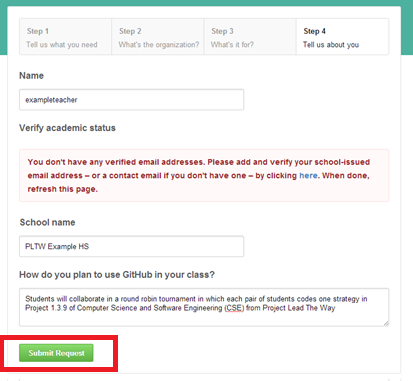 Step 1 Step 2 Step 3 Step 4
Tell us what you need What's the organization? What's it for? Tell us about you
Name
exampleteacher
Verify academic status
You don't have any verified email addresses. Please add and verify your school-issued
email address – or a contact email if you don't have one – by clicking here. When done,
refresh this page.
School name
PLTW Example HS
How do you plan to use GitHub in your class?
Students will collaborate in a round robin tournament in which each pair of students codes one strategy in
Project 1.3.9 of Computer Science and Software Engineering (CSE) from Project Lead The Way
Submit Request